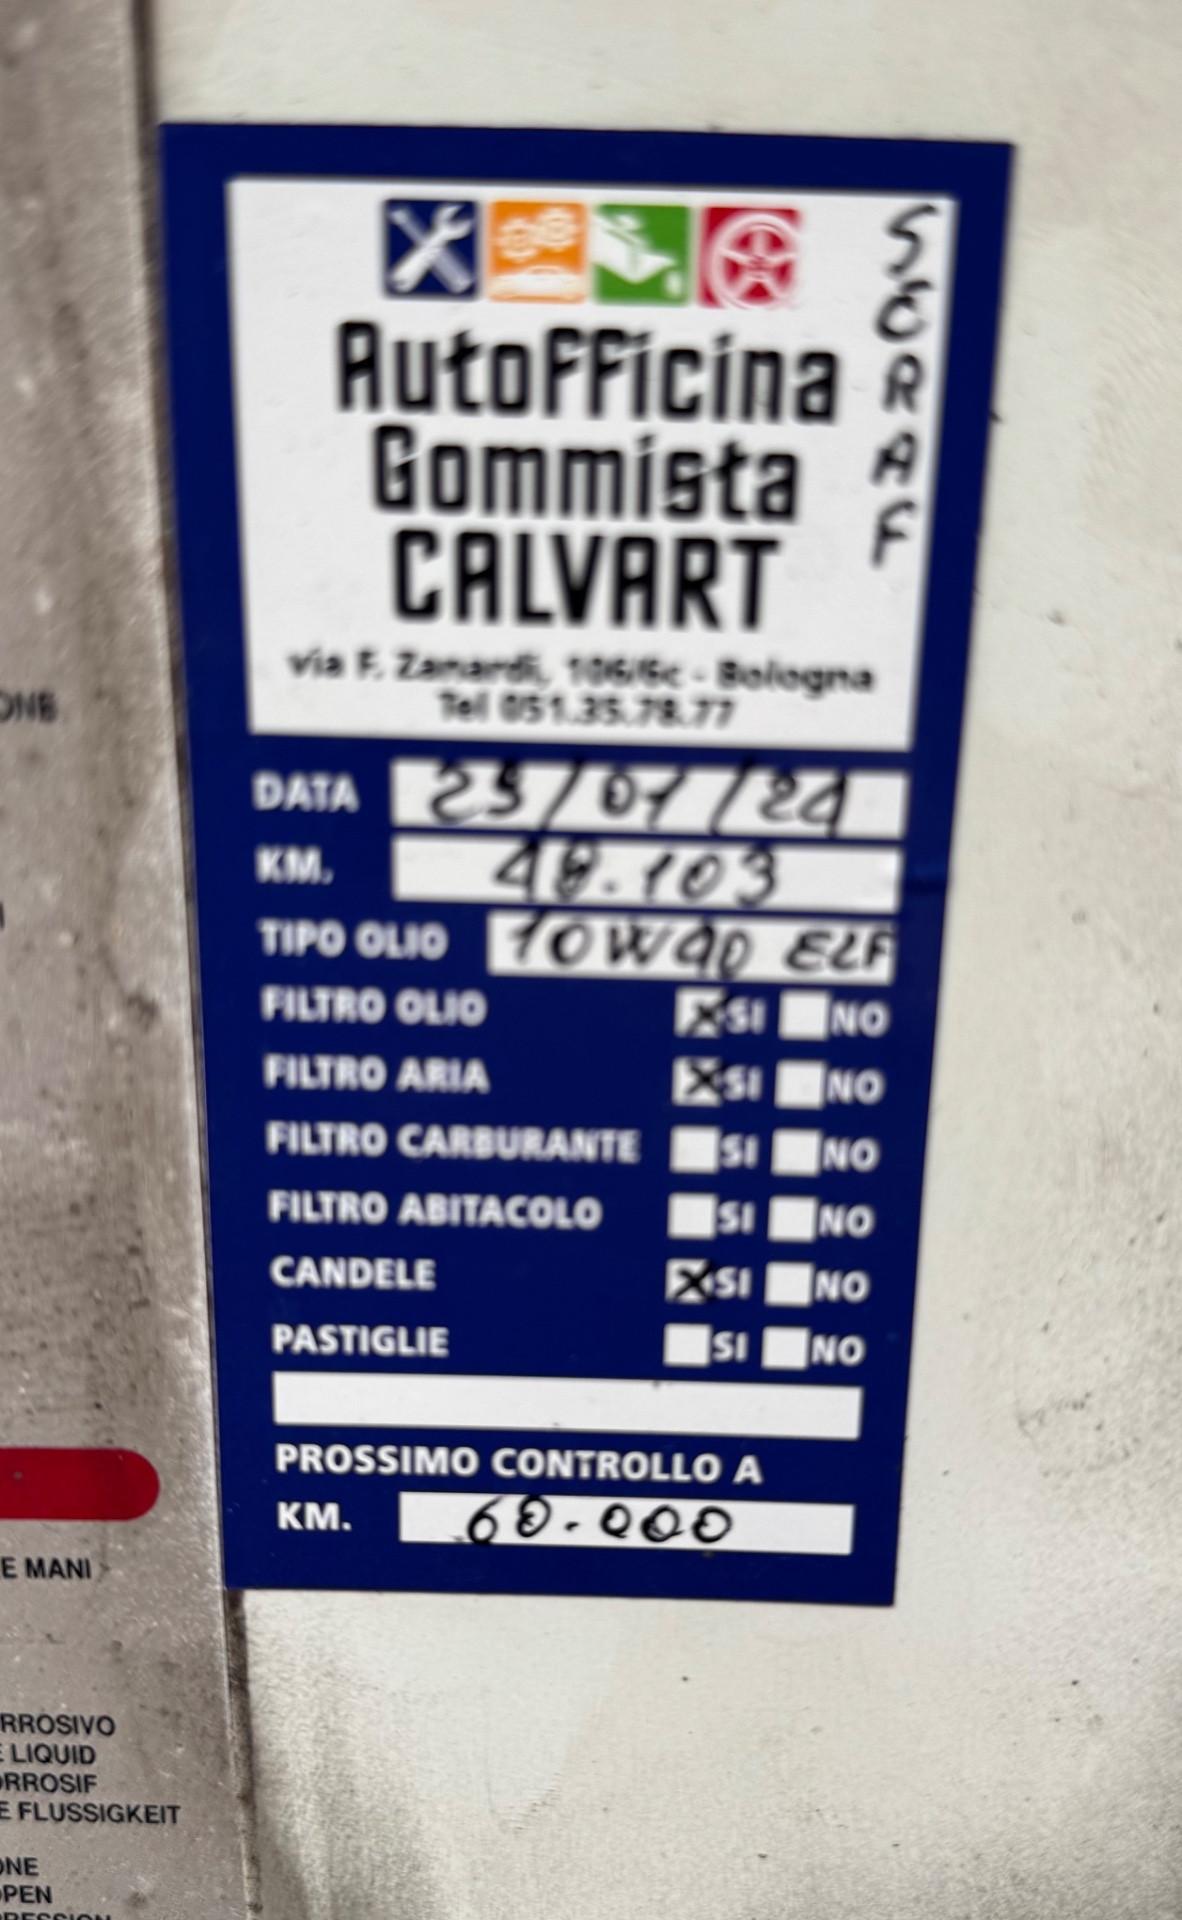 SERAF
Autofficina
Gommista
CALVART
via F. Zanardi, 106/6c - Bologna
Tel 051.35.78.77
DATA 25/01/24
KM. 48.103
TIPO OLIO 10W40 ELF
FILTRO OLIO X SI NO
FILTRO ARIA X SI NO
FILTRO CARBURANTE SI NO
FILTRO ABITACOLO SI NO
CANDELE X SI NO
PASTIGLIE SI NO
PROSSIMO CONTROLLO A
KM. 60.000
E MANI
RROSIVO
E LIQUID
ORROSIF
E FLUSSIGKEIT
ONE
OPEN